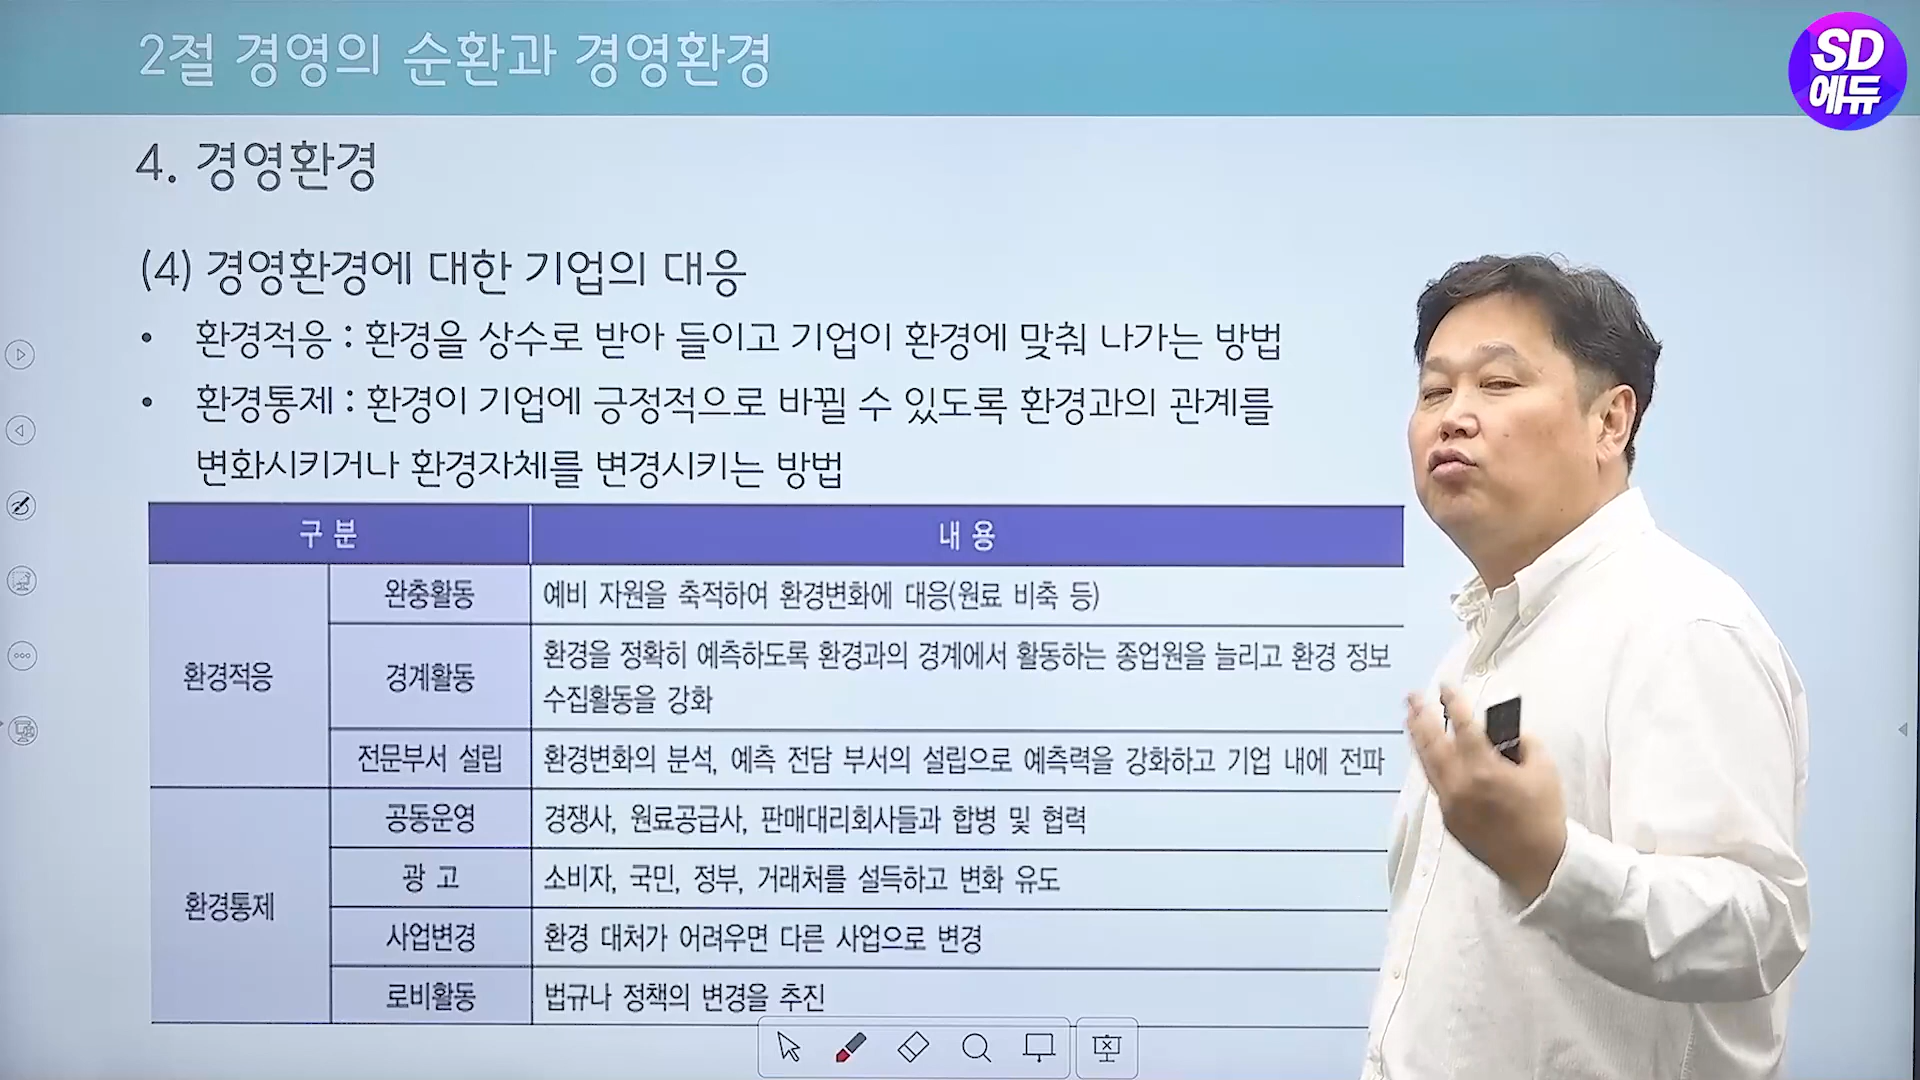 2절 경영의 순환과 경영환경
SD
에듀
4. 경영환경
(4) 경영환경에 대한 기업의 대응
• 환경적응 : 환경을 상수로 받아 들이고 기업이 환경에 맞춰 나가는 방법
• 환경통제 : 환경이 기업에 긍정적으로 바뀔 수 있도록 환경과의 관계를
변화시키거나 환경자체를 변경시키는 방법
구 분 내 용
환경적응
완충활동 예비 자원을 축적하여 환경변화에 대응(원료 비축 등)
경계활동 환경을 정확히 예측하도록 환경과의 경계에서 활동하는 종업원을 늘리고 환경 정보
수집활동을 강화
전문부서 설립 환경변화의 분석, 예측 전담 부서의 설립으로 예측력을 강화하고 기업 내에 전파
환경통제
공동운영 경쟁사, 원료공급사, 판매대리회사들과 합병 및 협력
광 고 소비자, 국민, 정부, 거래처를 설득하고 변화 유도
사업변경 환경 대처가 어려우면 다른 사업으로 변경
로비활동 법규나 정책의 변경을 추진